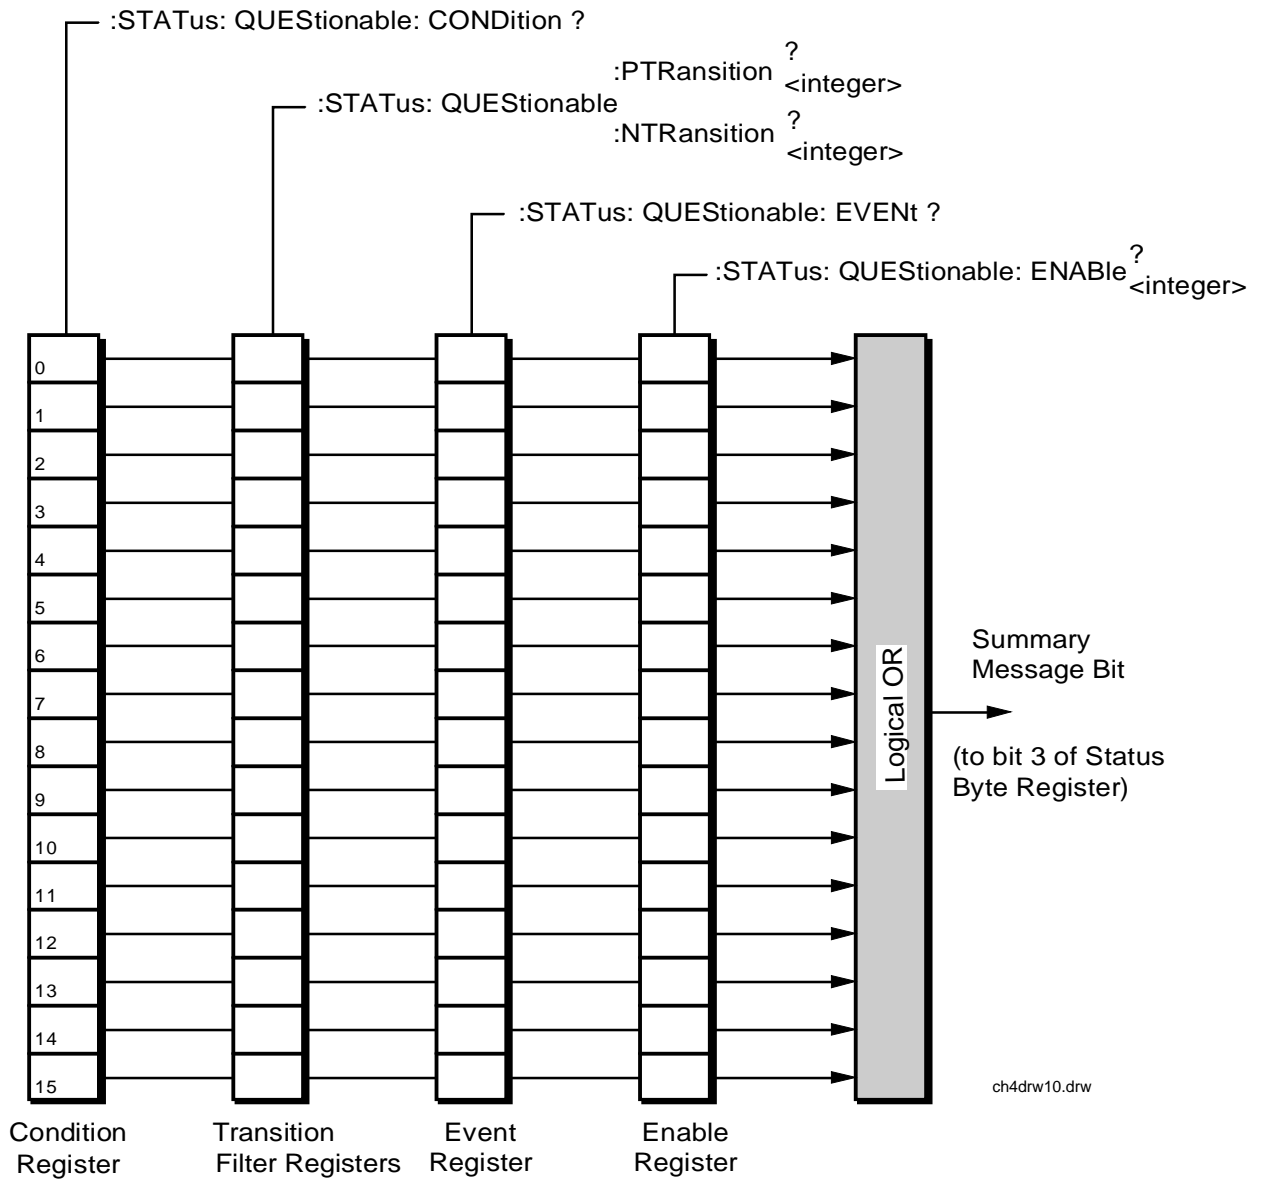 :STATus: QUEStionable: CONDition ?
?
:PTRansition
<integer>
:STATus: QUEStionable
?
:NTRansition
<integer>
:STATus: QUEStionable: EVENt ?
?
:STATus: QUEStionable: ENABle
<integer>
0
1
2
3
4
5
6
7
8
9
10
11
12
13
14
15
Logical OR
Summary
Message Bit
(to bit 3 of Status
Byte Register)
ch4drw10.drw
Condition
Register
Transition
Filter Registers
Event
Register
Enable
Register